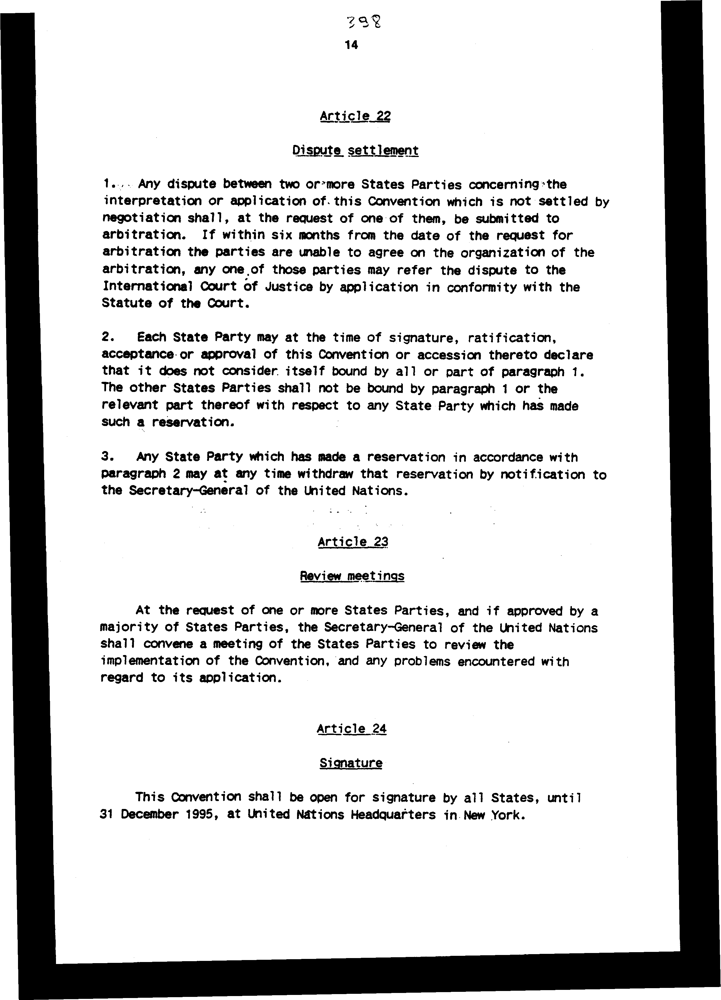 398
14
Article 22
Dispute settlement
1. Any dispute between two or more States Parties concerning the
interpretation or application of this Convention which is not settled by
negotiation shall, at the request of one of them, be submitted to
arbitration. If within six months from the date of the request for
arbitration the parties are unable to agree on the organization of the
arbitration, any one of those parties may refer the dispute to the
International Court of Justice by application in conformity with the
Statute of the Court.
2. Each State Party may at the time of signature, ratification,
acceptance or approval of this Convention or accession thereto declare
that it does not consider itself bound by all or part of paragraph 1.
The other States Parties shall not be bound by paragraph 1 or the
relevant part thereof with respect to any State Party which has made
such a reservation.
3. Any State Party which has made a reservation in accordance with
paragraph 2 may at any time withdraw that reservation by notification to
the Secretary-General of the United Nations.
Article 23
Review meetings
At the request of one or more States Parties, and if approved by a
majority of States Parties, the Secretary-General of the United Nations
shall convene a meeting of the States Parties to review the
implementation of the Convention, and any problems encountered with
regard to its application.
Article 24
Signature
This Convention shall be open for signature by all States, until
31 December 1995, at United Nations Headquarters in New York.